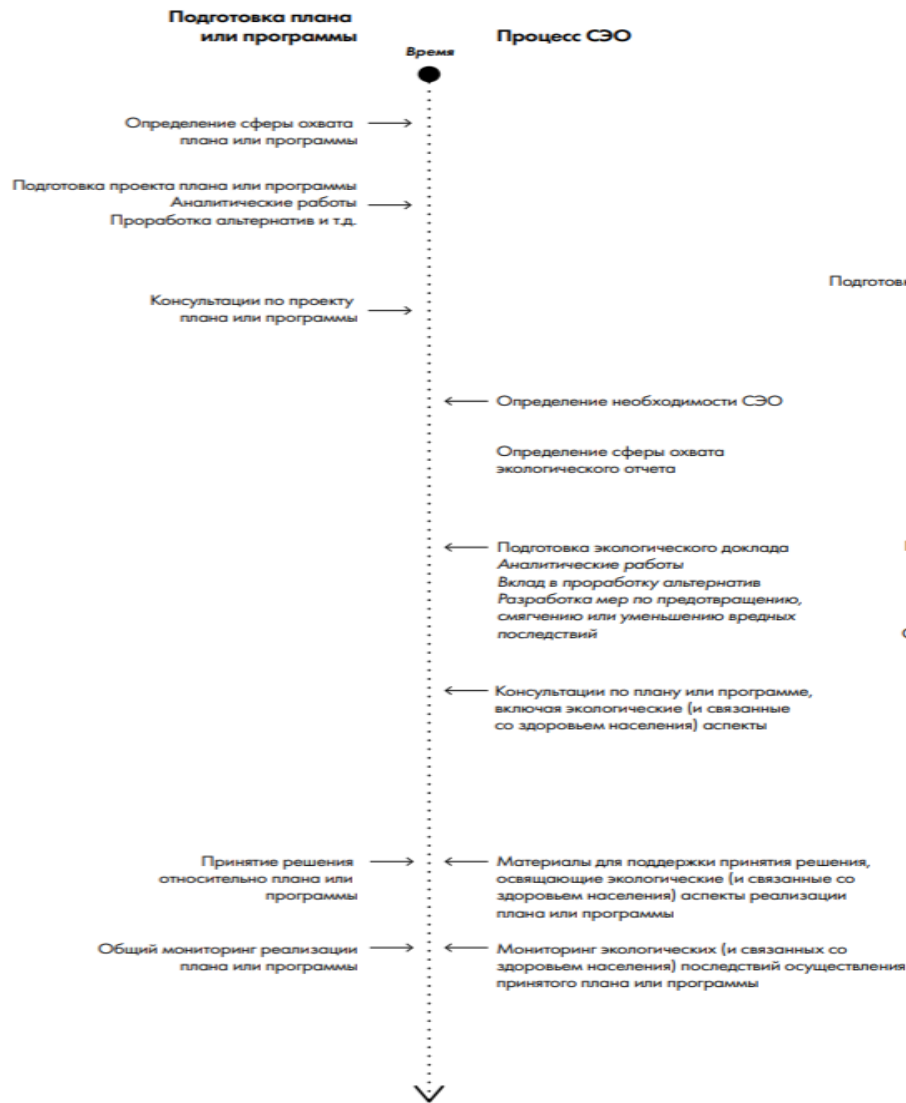 Подготовка плана
или программы
Процесс СЭО
Время
Определение сферы охвата
плана или программы
Подготовка проекта плана или программы
Аналитические работы
Проработка альтернатив и т.д.
Консультации по проекту
плана или программы
Определение необходимости СЭО
Определение сферы охвата
экологического отчета
Подготовка экологического доклада
Аналитические работы
Вклад в проработку альтернатив
Разработка мер по предотвращению,
смягчению или уменьшению вредных
последствий
Консультации по плану или программе,
включая экологические (и связанные
со здоровьем населения) аспекты
Принятие решения
относительно плана или
программы
Материалы для поддержки принятия решения,
освящающие экологические (и связанные со
здоровьем населения) аспекты реализации
плана или программы
Общий мониторинг реализации
плана или программы
Мониторинг экологических (и связанных со
здоровьем населения) последствий осуществления
принятого плана или программы